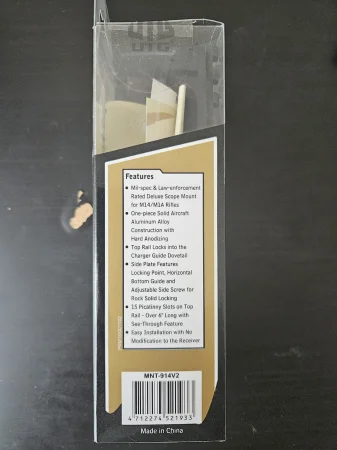 UTG
Features
• Mil-spec & Law-enforcement
Rated Deluxe Scope Mount
for M14/M1A Rifles
• One-piece Solid Aircraft
Aluminum Alloy
Construction with
Hard Anodizing
• Top Rail Locks into the
Charger Guide Dovetail
• Side Plate Features
Locking Point, Horizontal
Bottom Guide and
Adjustable Side Screw for
Rock Solid Locking
• 15 Picatinny Slots on Top
Rail - Over 6" Long with
See-Through Feature
• Easy Installation with No
Modification to the Receiver
MNT-914V2
4 712274 521933
Made in China